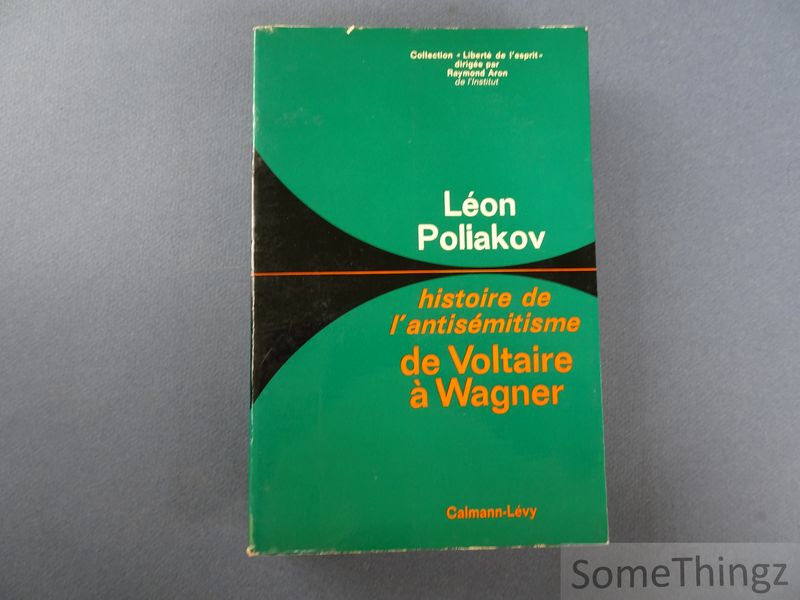 Collection « Liberté de l'esprit »
dirigée par
Raymond Aron
de l'Institut
Léon
Poliakov
histoire de
l'antisémitisme
de Voltaire
à Wagner
Calmann-Lévy
SomeThingz